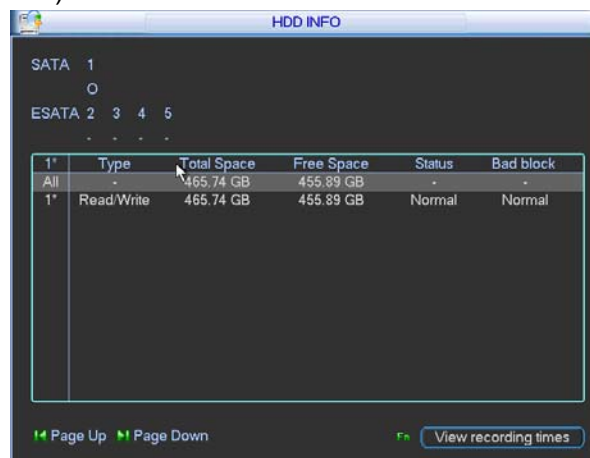 HDD INFO
SATA 1
O
ESATA 2 3 4 5
- - - -
1* Type Total Space Free Space Status Bad block
All - 465.74 GB 455.89 GB - -
1* Read/Write 465.74 GB 455.89 GB Normal Normal
Page Up Page Down Fn View recording times